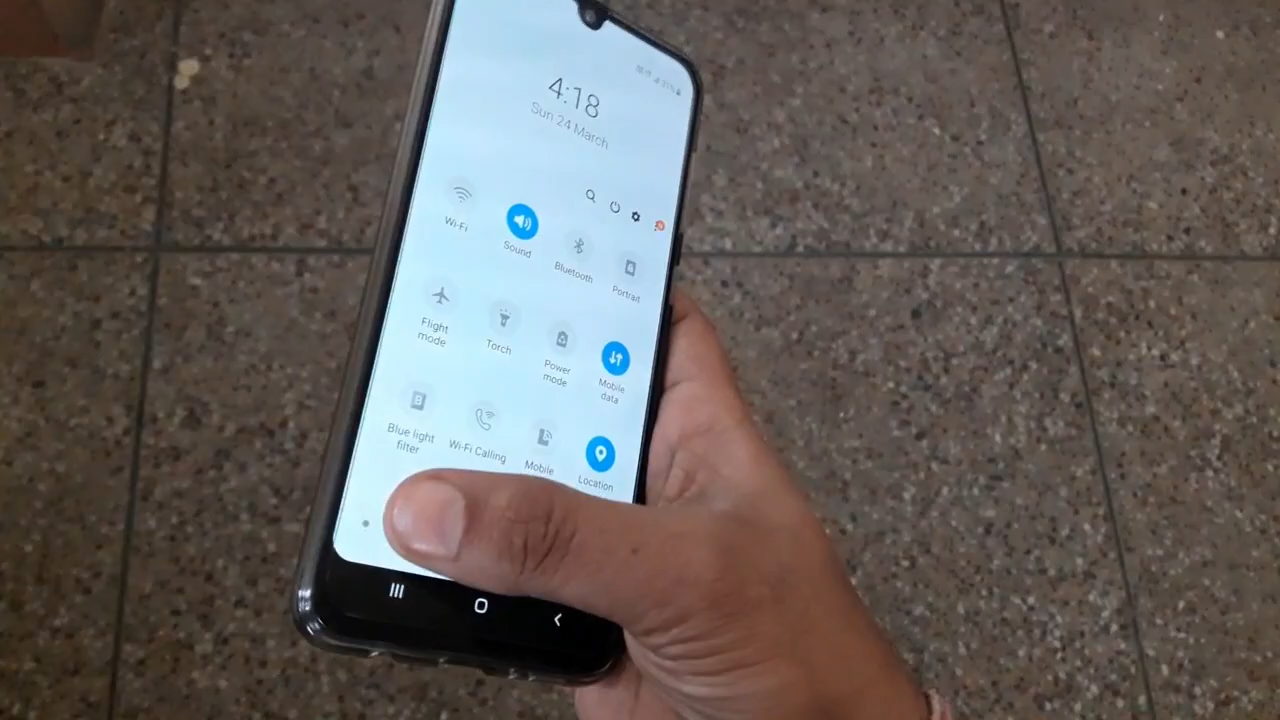 4:18
Sun 24 March
Wi-Fi
Sound
Bluetooth
Portrait
Flight
mode
Torch
Power
mode
Mobile
data
Blue light
filter
Wi-Fi Calling
Mobile
Location